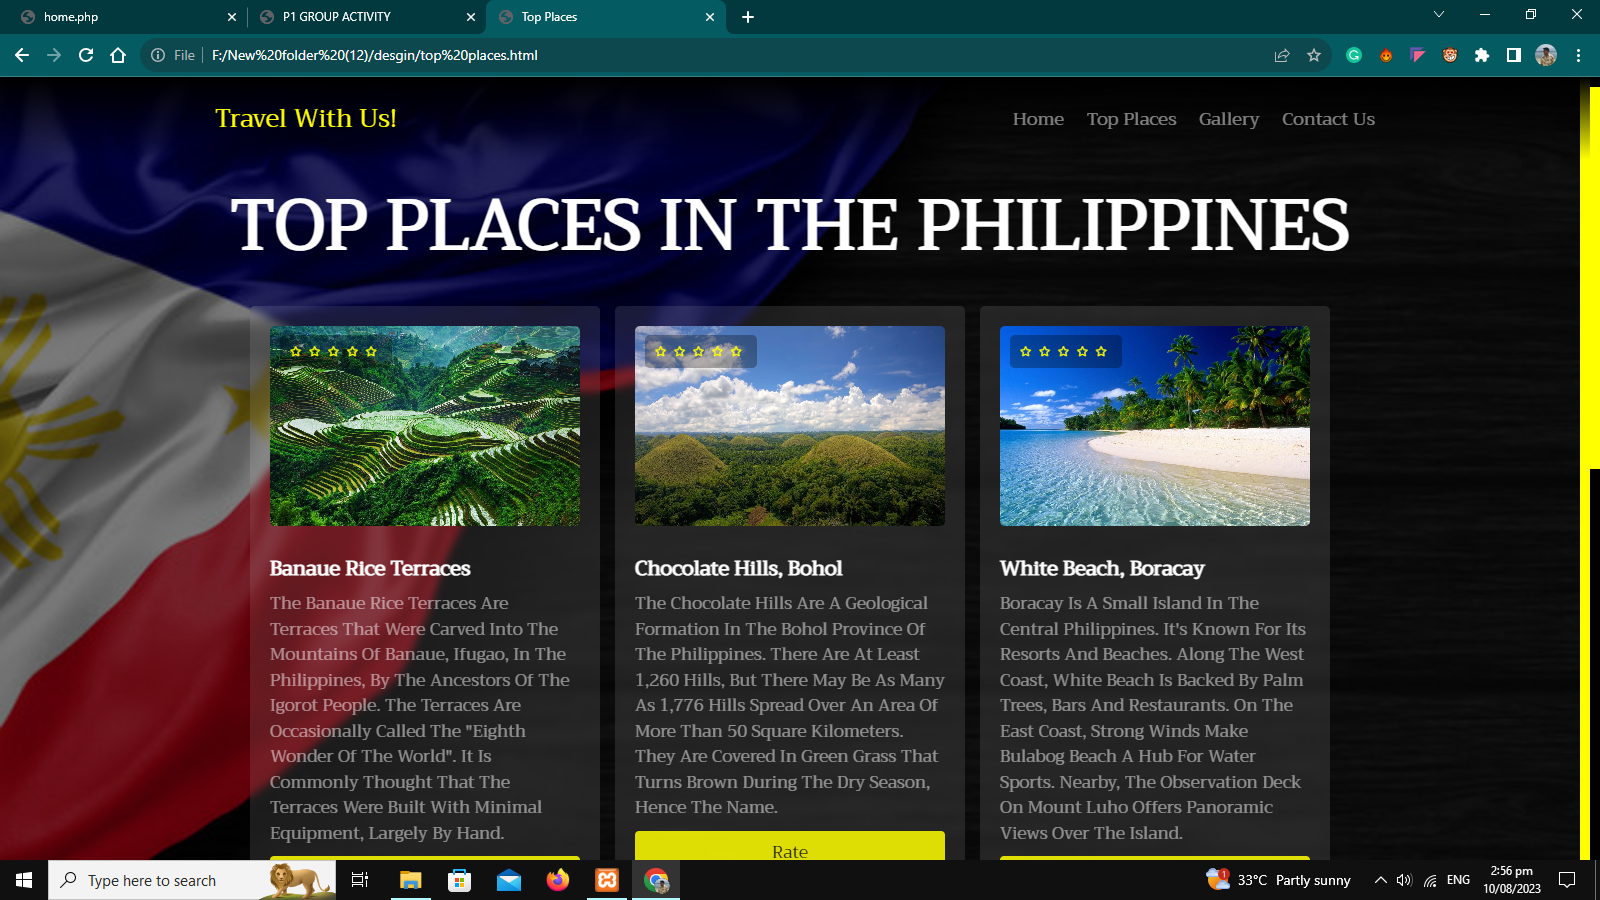 home.php
P1 GROUP ACTIVITY
Top Places
File
F:/New%20folder%20(12)/desgin/top%20places.html
Travel With Us!
Home
Top Places
Gallery
Contact Us
TOP PLACES IN THE PHILIPPINES
Banaue Rice Terraces
The Banaue Rice Terraces Are
Terraces That Were Carved Into The
Mountains Of Banaue, Ifugao, In The
Philippines, By The Ancestors Of The
Igorot People. The Terraces Are
Occasionally Called The "Eighth
Wonder Of The World". It Is
Commonly Thought That The
Terraces Were Built With Minimal
Equipment, Largely By Hand.
Chocolate Hills, Bohol
The Chocolate Hills Are A Geological
Formation In The Bohol Province Of
The Philippines. There Are At Least
1,260 Hills, But There May Be As Many
As 1,776 Hills Spread Over An Area Of
More Than 50 Square Kilometers.
They Are Covered In Green Grass That
Turns Brown During The Dry Season,
Hence The Name.
Rate
White Beach, Boracay
Boracay Is A Small Island In The
Central Philippines. It's Known For Its
Resorts And Beaches. Along The West
Coast, White Beach Is Backed By Palm
Trees, Bars And Restaurants. On The
East Coast, Strong Winds Make
Bulabog Beach A Hub For Water
Sports. Nearby, The Observation Deck
On Mount Luho Offers Panoramic
Views Over The Island.
Type here to search
1
33°C Partly sunny
ENG
2:56 pm
10/08/2023